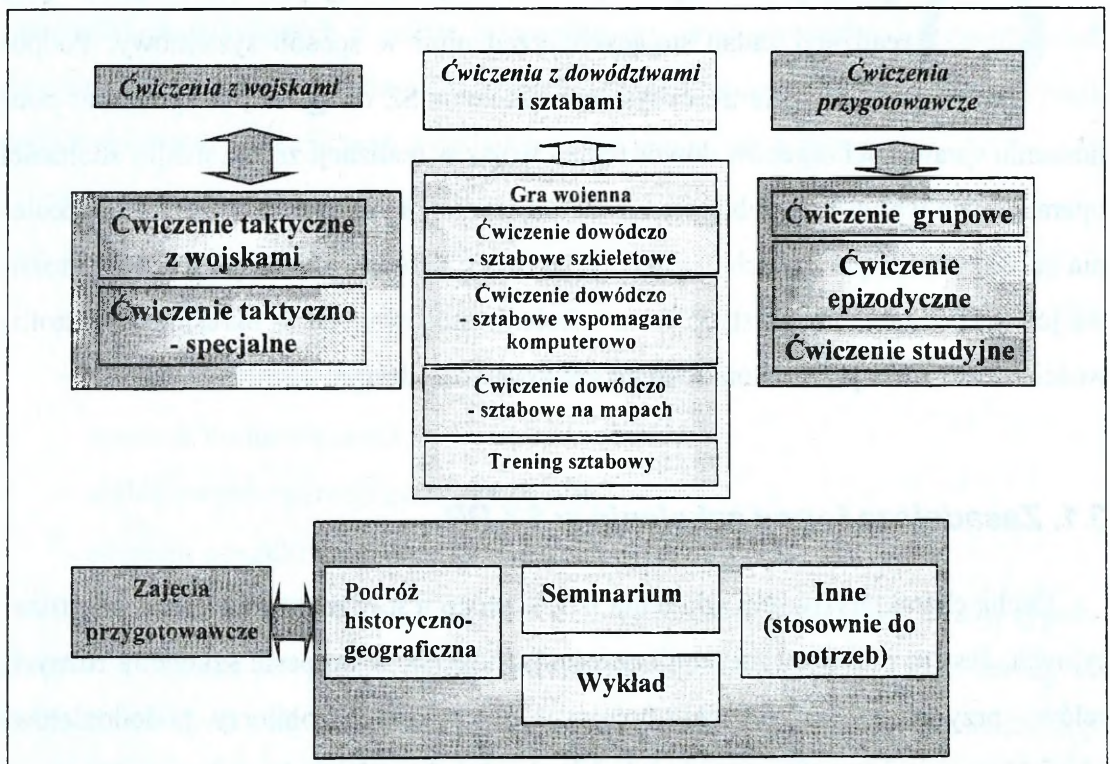 Ćwiczenia z wojskami
Ćwiczenie taktyczne
z wojskami
Ćwiczenie taktyczno
- specjalne
Ćwiczenia z dowództwami
i sztabami
Gra wojenna
Ćwiczenie dowódczo
- sztabowe szkieletowe
Ćwiczenie dowódczo
- sztabowe wspomagan
komputerowo
Ćwiczenie dowódczo
- sztabowe na mapach
Trening sztabowy
Ćwiczenia
przygotowawcze
Ćwiczenie grupowe
Ćwiczenie
epizodyczne
Ćwiczenie studyjne
Zajęcia
przygotowawcze
Podróż
historyczno-
geograficzna
Seminarium
Wykład
Inne
(stosownie do
potrzeb)